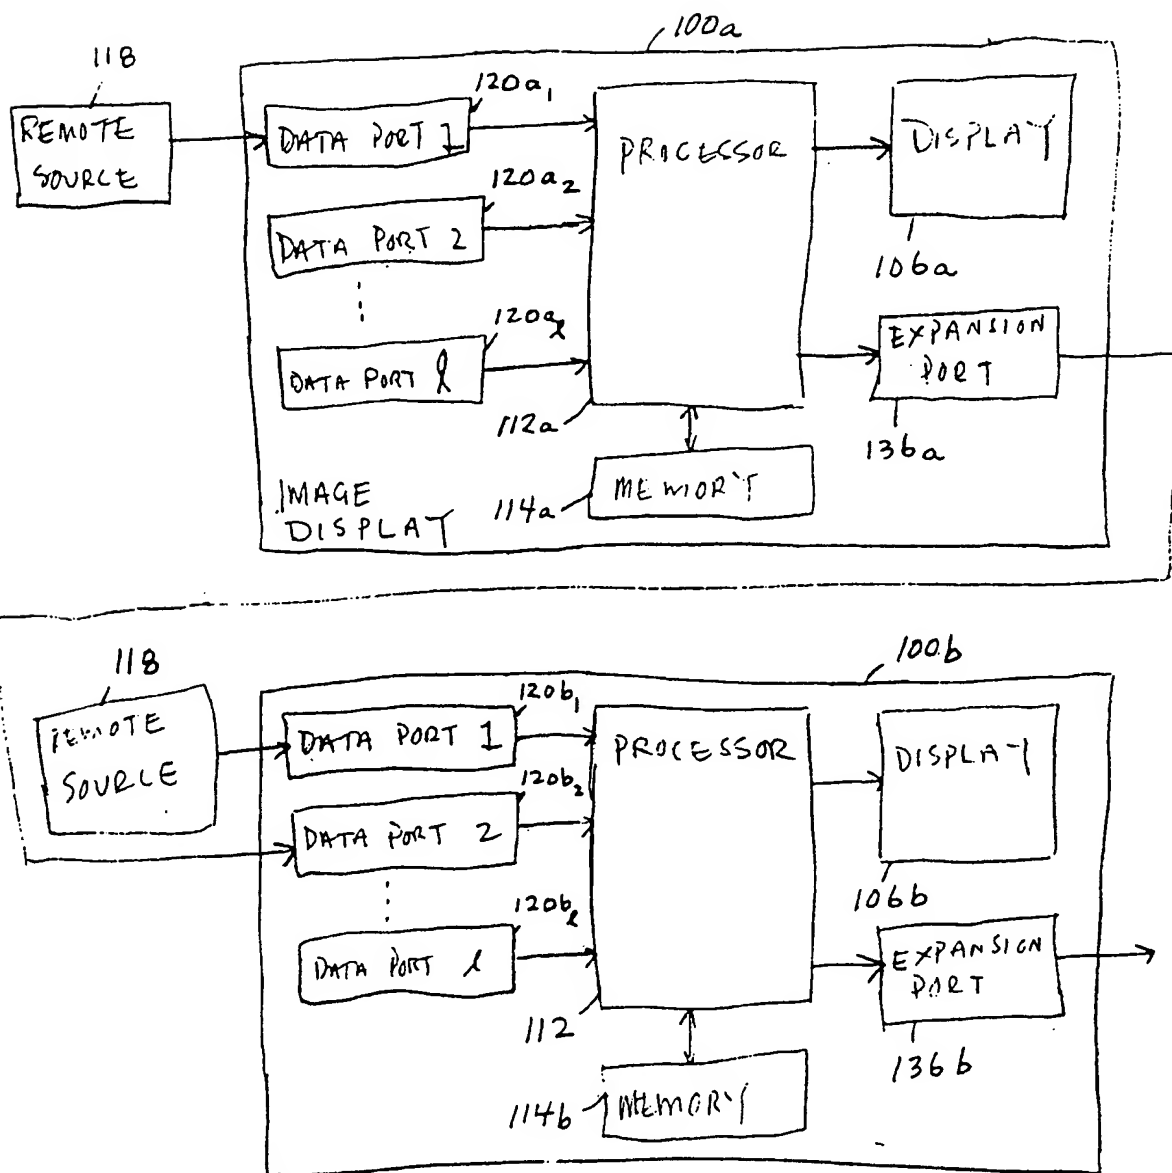 100a
118
REMOTE
SOURCE
120a1
DATA PORT 1
120a2
DATA PORT 2
120aℓ
DATA PORT ℓ
PROCESSOR
112a
DISPLAY
106a
EXPANSION
PORT
136a
114a
MEMORY
IMAGE
DISPLAY
118
REMOTE
SOURCE
100b
120b1
DATA PORT 1
120b2
DATA PORT 2
120bℓ
DATA PORT ℓ
PROCESSOR
112
DISPLAY
106b
EXPANSION
PORT
136b
114b
MEMORY